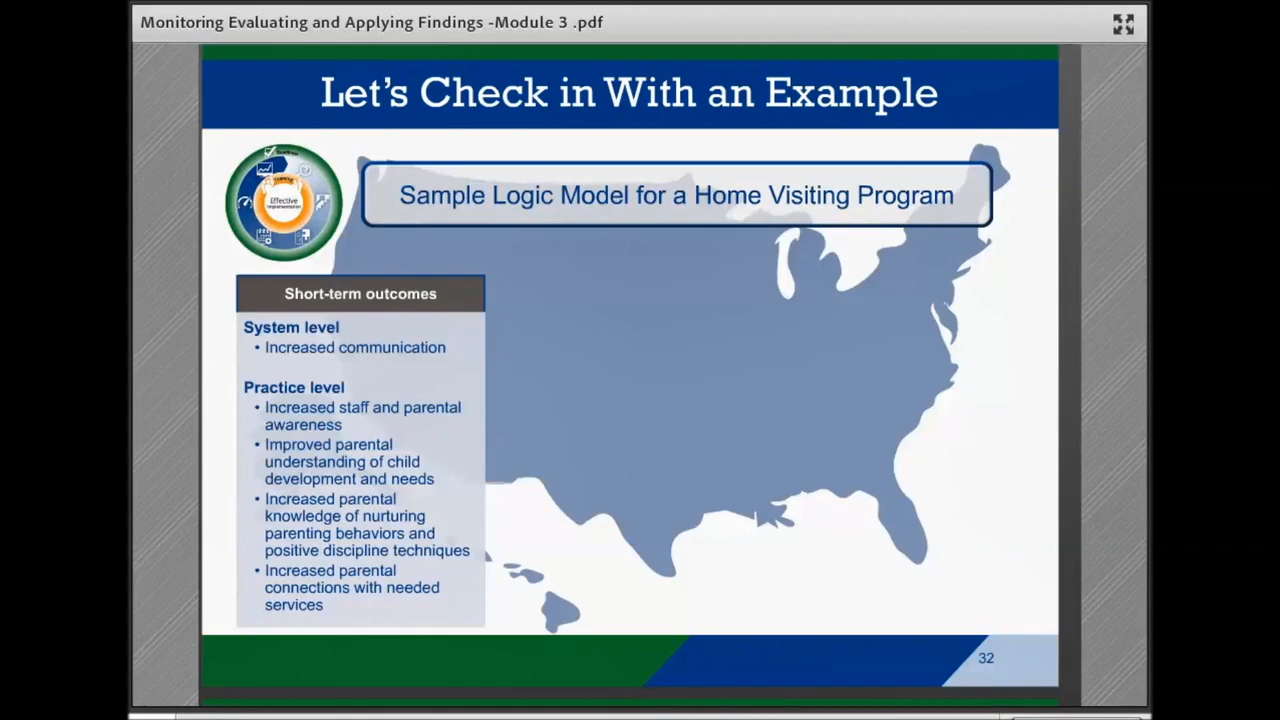 Monitoring Evaluating and Applying Findings -Module 3 .pdf
Let's Check in With an Example
Effective
Implementation
Sample Logic Model for a Home Visiting Program
Short-term outcomes
System level
• Increased communication
Practice level
• Increased staff and parental
awareness
• Improved parental
understanding of child
development and needs
• Increased parental
knowledge of nurturing
parenting behaviors and
positive discipline techniques
• Increased parental
connections with needed
services
32